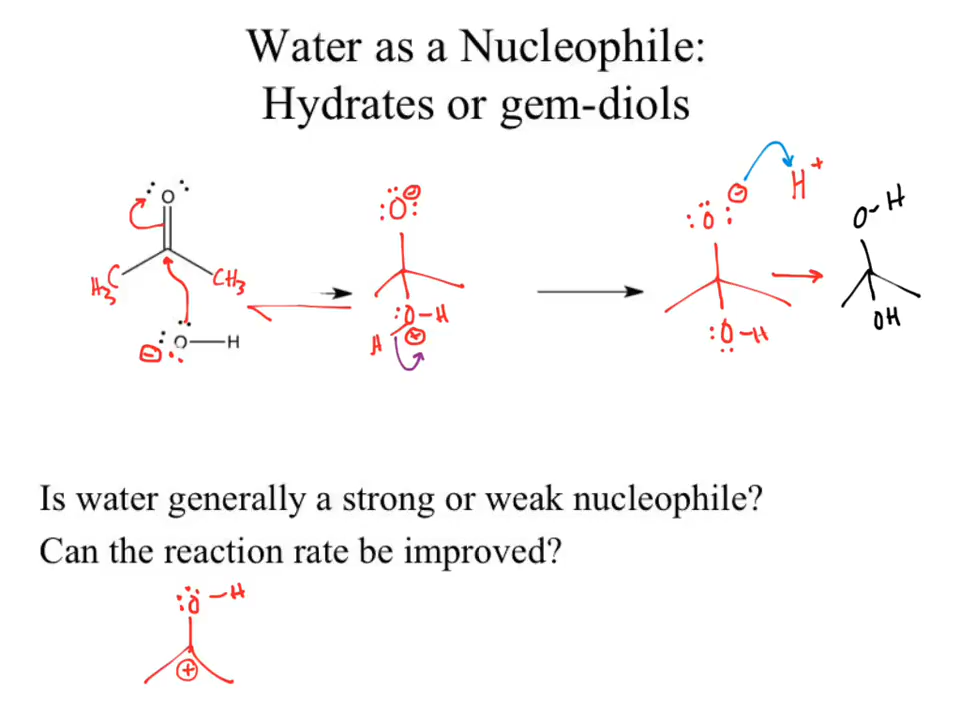 Water as a Nucleophile:
Hydrates or gem-diols
O
H3C
CH3
O—H
O
O-H
H
O
H+
O-H
O-H
OH
Is water generally a strong or weak nucleophile?
Can the reaction rate be improved?
O-H
+